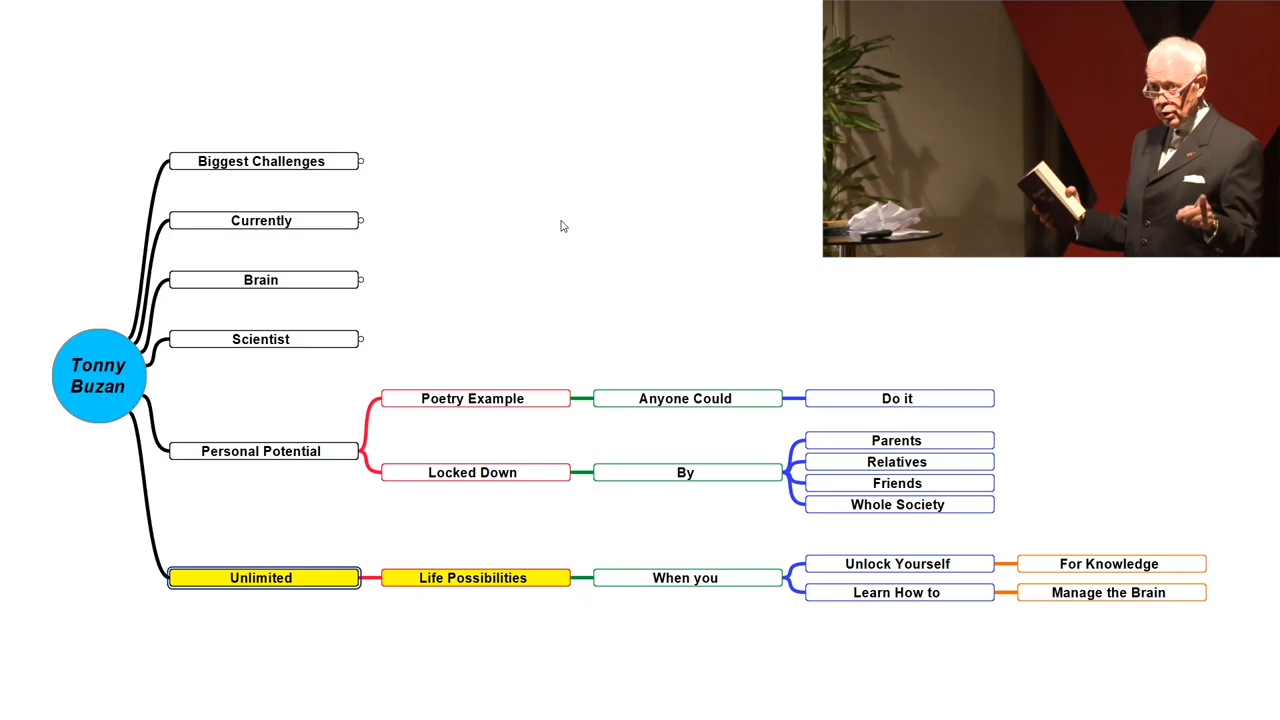 Biggest Challenges
Currently
Brain
Scientist
Tonny
Buzan
Personal Potential
Poetry Example
Anyone Could
Do it
Locked Down
By
Parents
Relatives
Friends
Whole Society
Unlimited
Life Possibilities
When you
Unlock Yourself
For Knowledge
Learn How to
Manage the Brain